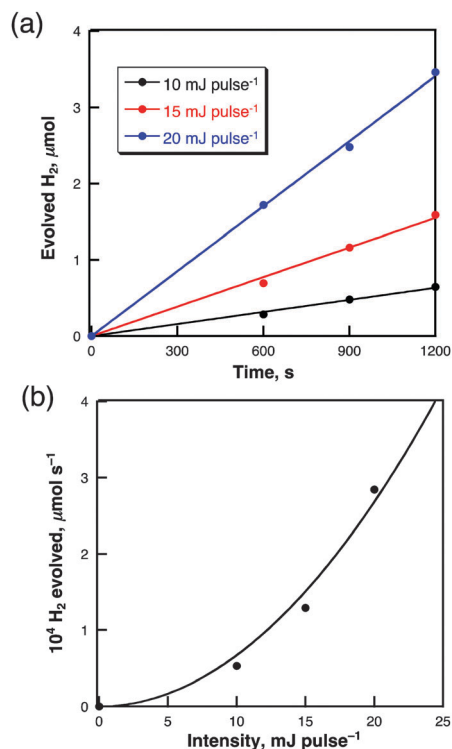 (a)
4
3
2
1
0
10 mJ pulse⁻¹
15 mJ pulse⁻¹
20 mJ pulse⁻¹
Evolved H₂, μmol
0 300 600 900 1200
Time, s
(b)
4
3
2
1
0
10⁴ H₂ evolved, μmol s⁻¹
0 5 10 15 20 25
Intensity, mJ pulse⁻¹